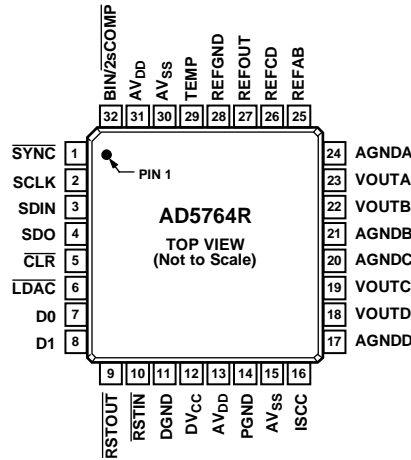 BIN/2sCOMP
AVDD
AVSS
TEMP
REFGND
REFOUT
REFCD
REFAB
32 31 30 29 28 27 26 25
SYNC 1
SCLK 2
SDIN 3
SDO 4
CLR 5
LDAC 6
D0 7
D1 8
PIN 1
AD5764R
TOP VIEW
(Not to Scale)
24 AGNDA
23 VOUTA
22 VOUTB
21 AGNDB
20 AGNDC
19 VOUTC
18 VOUTD
17 AGNDD
9 10 11 12 13 14 15 16
RSTOUT
RSTIN
DGND
DVCC
AVDD
PGND
AVSS
ISCC